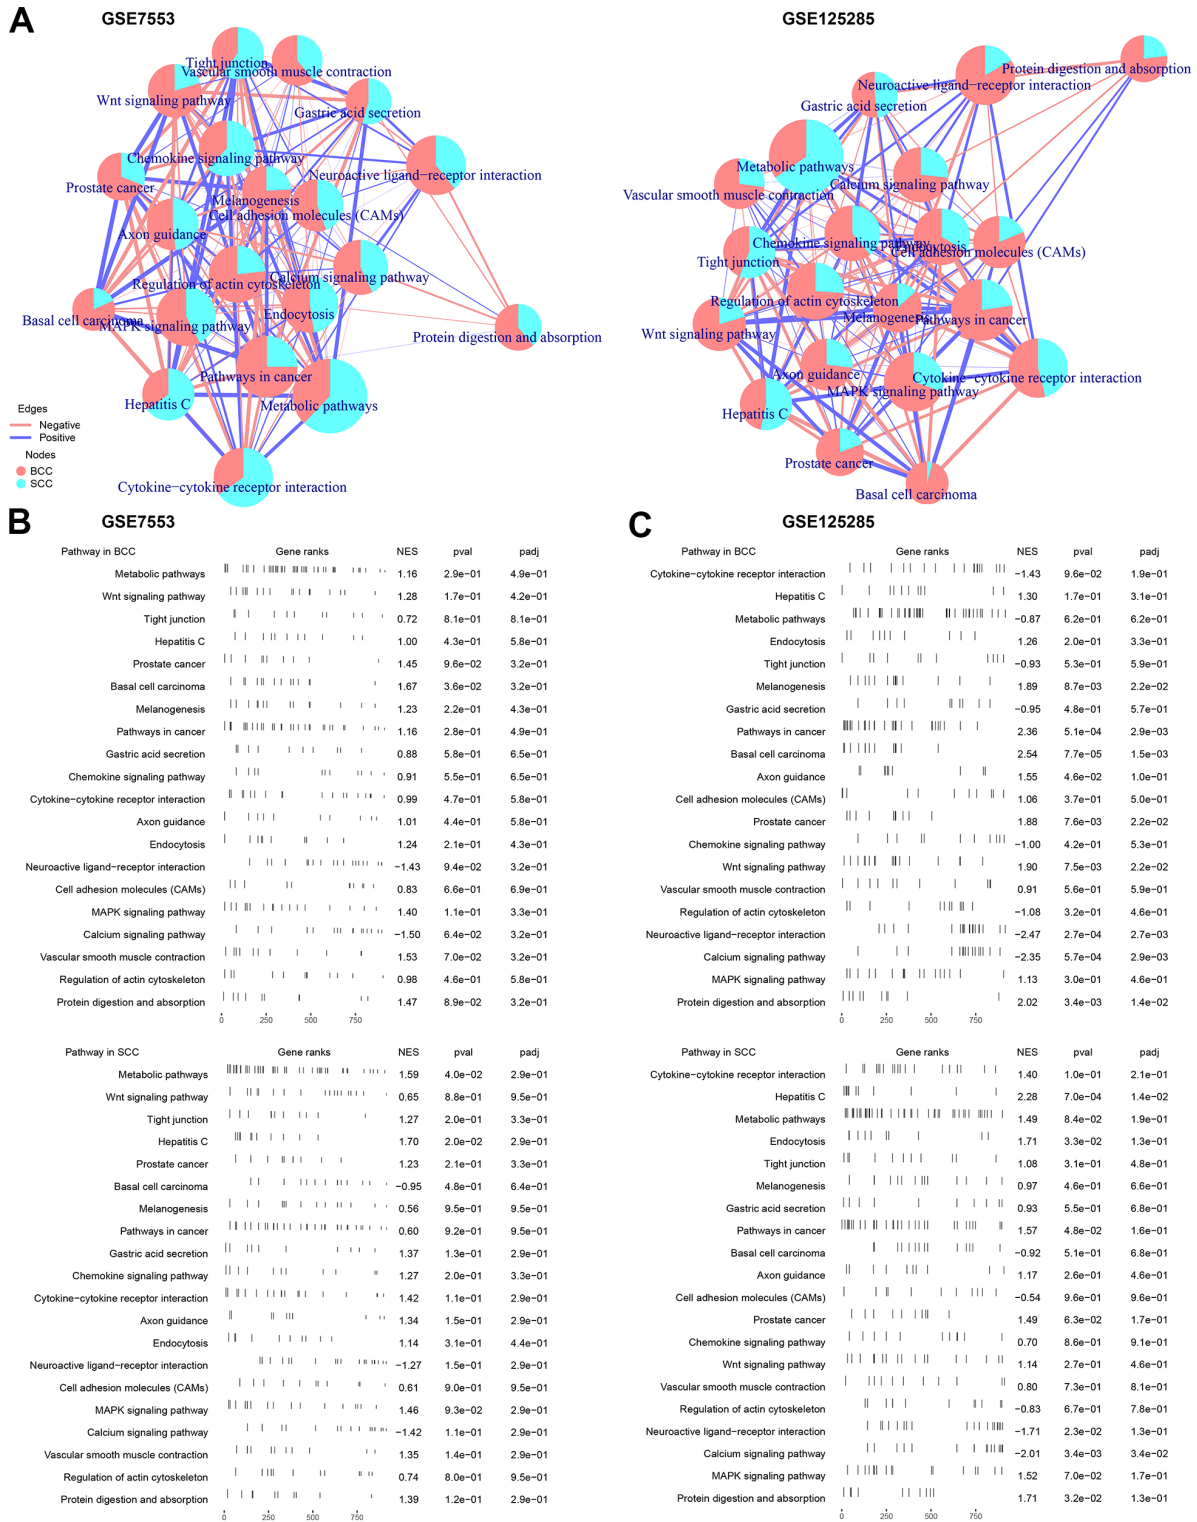 A
GSE7553
GSE125285
Tight junction
Vascular smooth muscle contraction
Wnt signaling pathway
Gastric acid secretion
Chemokine signaling pathway
Neuroactive ligand−receptor interaction
Prostate cancer
Melanogenesis
Cell adhesion molecules (CAMs)
Axon guidance
Calcium signaling pathway
Regulation of actin cytoskeleton
Endocytosis
Basal cell carcinoma
MAPK signaling pathway
Protein digestion and absorption
Pathways in cancer
Hepatitis C
Metabolic pathways
Cytokine−cytokine receptor interaction
Edges
Negative
Positive
Nodes
BCC
SCC
Protein digestion and absorption
Neuroactive ligand−receptor interaction
Gastric acid secretion
Metabolic pathways
Calcium signaling pathway
Vascular smooth muscle contraction
Chemokine signaling pathway
Endocytosis
Cell adhesion molecules (CAMs)
Tight junction
Regulation of actin cytoskeleton
Melanogenesis
Pathways in cancer
Wnt signaling pathway
Axon guidance
Cytokine−cytokine receptor interaction
MAPK signaling pathway
Hepatitis C
Prostate cancer
Basal cell carcinoma
B
GSE7553
Pathway in BCC Gene ranks NES pval padj
Metabolic pathways 1.16 2.9e−01 4.9e−01
Wnt signaling pathway 1.28 1.7e−01 4.2e−01
Tight junction 0.72 8.1e−01 8.1e−01
Hepatitis C 1.00 4.3e−01 5.8e−01
Prostate cancer 1.45 9.6e−02 3.2e−01
Basal cell carcinoma 1.67 3.6e−02 3.2e−01
Melanogenesis 1.23 2.2e−01 4.3e−01
Pathways in cancer 1.16 2.8e−01 4.9e−01
Gastric acid secretion 0.88 5.8e−01 6.5e−01
Chemokine signaling pathway 0.91 5.5e−01 6.5e−01
Cytokine−cytokine receptor interaction 0.99 4.7e−01 5.8e−01
Axon guidance 1.01 4.4e−01 5.8e−01
Endocytosis 1.24 2.1e−01 4.3e−01
Neuroactive ligand−receptor interaction −1.43 9.4e−02 3.2e−01
Cell adhesion molecules (CAMs) 0.83 6.6e−01 6.9e−01
MAPK signaling pathway 1.40 1.1e−01 3.3e−01
Calcium signaling pathway −1.50 6.4e−02 3.2e−01
Vascular smooth muscle contraction 1.53 7.0e−02 3.2e−01
Regulation of actin cytoskeleton 0.98 4.6e−01 5.8e−01
Protein digestion and absorption 1.47 8.9e−02 3.2e−01
0 250 500 750
Pathway in SCC Gene ranks NES pval padj
Metabolic pathways 1.59 4.0e−02 2.9e−01
Wnt signaling pathway 0.65 8.8e−01 9.5e−01
Tight junction 1.27 2.0e−01 3.3e−01
Hepatitis C 1.70 2.0e−02 2.9e−01
Prostate cancer 1.23 2.1e−01 3.3e−01
Basal cell carcinoma −0.95 4.8e−01 6.4e−01
Melanogenesis 0.56 9.5e−01 9.5e−01
Pathways in cancer 0.60 9.2e−01 9.5e−01
Gastric acid secretion 1.37 1.3e−01 2.9e−01
Chemokine signaling pathway 1.27 2.0e−01 3.3e−01
Cytokine−cytokine receptor interaction 1.42 1.1e−01 2.9e−01
Axon guidance 1.34 1.5e−01 2.9e−01
Endocytosis 1.14 3.1e−01 4.4e−01
Neuroactive ligand−receptor interaction −1.27 1.5e−01 2.9e−01
Cell adhesion molecules (CAMs) 0.61 9.0e−01 9.5e−01
MAPK signaling pathway 1.46 9.3e−02 2.9e−01
Calcium signaling pathway −1.42 1.1e−01 2.9e−01
Vascular smooth muscle contraction 1.35 1.4e−01 2.9e−01
Regulation of actin cytoskeleton 0.74 8.0e−01 9.5e−01
Protein digestion and absorption 1.39 1.2e−01 2.9e−01
0 250 500 750
C
GSE125285
Pathway in BCC Gene ranks NES pval padj
Cytokine−cytokine receptor interaction −1.43 9.6e−02 1.9e−01
Hepatitis C 1.30 1.7e−01 3.1e−01
Metabolic pathways −0.87 6.2e−01 6.2e−01
Endocytosis 1.26 2.0e−01 3.3e−01
Tight junction −0.93 5.3e−01 5.9e−01
Melanogenesis 1.89 8.7e−03 2.2e−02
Gastric acid secretion −0.95 4.8e−01 5.7e−01
Pathways in cancer 2.36 5.1e−04 2.9e−03
Basal cell carcinoma 2.54 7.7e−05 1.5e−03
Axon guidance 1.55 4.6e−02 1.0e−01
Cell adhesion molecules (CAMs) 1.06 3.7e−01 5.0e−01
Prostate cancer 1.88 7.6e−03 2.2e−02
Chemokine signaling pathway −1.00 4.2e−01 5.3e−01
Wnt signaling pathway 1.90 7.5e−03 2.2e−02
Vascular smooth muscle contraction 0.91 5.6e−01 5.9e−01
Regulation of actin cytoskeleton −1.08 3.2e−01 4.6e−01
Neuroactive ligand−receptor interaction −2.47 2.7e−04 2.7e−03
Calcium signaling pathway −2.35 5.7e−04 2.9e−03
MAPK signaling pathway 1.13 3.0e−01 4.6e−01
Protein digestion and absorption 2.02 3.4e−03 1.4e−02
0 250 500 750
Pathway in SCC Gene ranks NES pval padj
Cytokine−cytokine receptor interaction 1.40 1.0e−01 2.1e−01
Hepatitis C 2.28 7.0e−04 1.4e−02
Metabolic pathways 1.49 8.4e−02 1.9e−01
Endocytosis 1.71 3.3e−02 1.3e−01
Tight junction 1.08 3.1e−01 4.8e−01
Melanogenesis 0.97 4.6e−01 6.6e−01
Gastric acid secretion 0.93 5.5e−01 6.8e−01
Pathways in cancer 1.57 4.8e−02 1.6e−01
Basal cell carcinoma −0.92 5.1e−01 6.8e−01
Axon guidance 1.17 2.6e−01 4.6e−01
Cell adhesion molecules (CAMs) −0.54 9.6e−01 9.6e−01
Prostate cancer 1.49 6.3e−02 1.7e−01
Chemokine signaling pathway 0.70 8.6e−01 9.1e−01
Wnt signaling pathway 1.14 2.7e−01 4.6e−01
Vascular smooth muscle contraction 0.80 7.3e−01 8.1e−01
Regulation of actin cytoskeleton −0.83 6.7e−01 7.8e−01
Neuroactive ligand−receptor interaction −1.71 2.3e−02 1.3e−01
Calcium signaling pathway −2.01 3.4e−03 3.4e−02
MAPK signaling pathway 1.52 7.0e−02 1.7e−01
Protein digestion and absorption 1.71 3.2e−02 1.3e−01
0 250 500 750